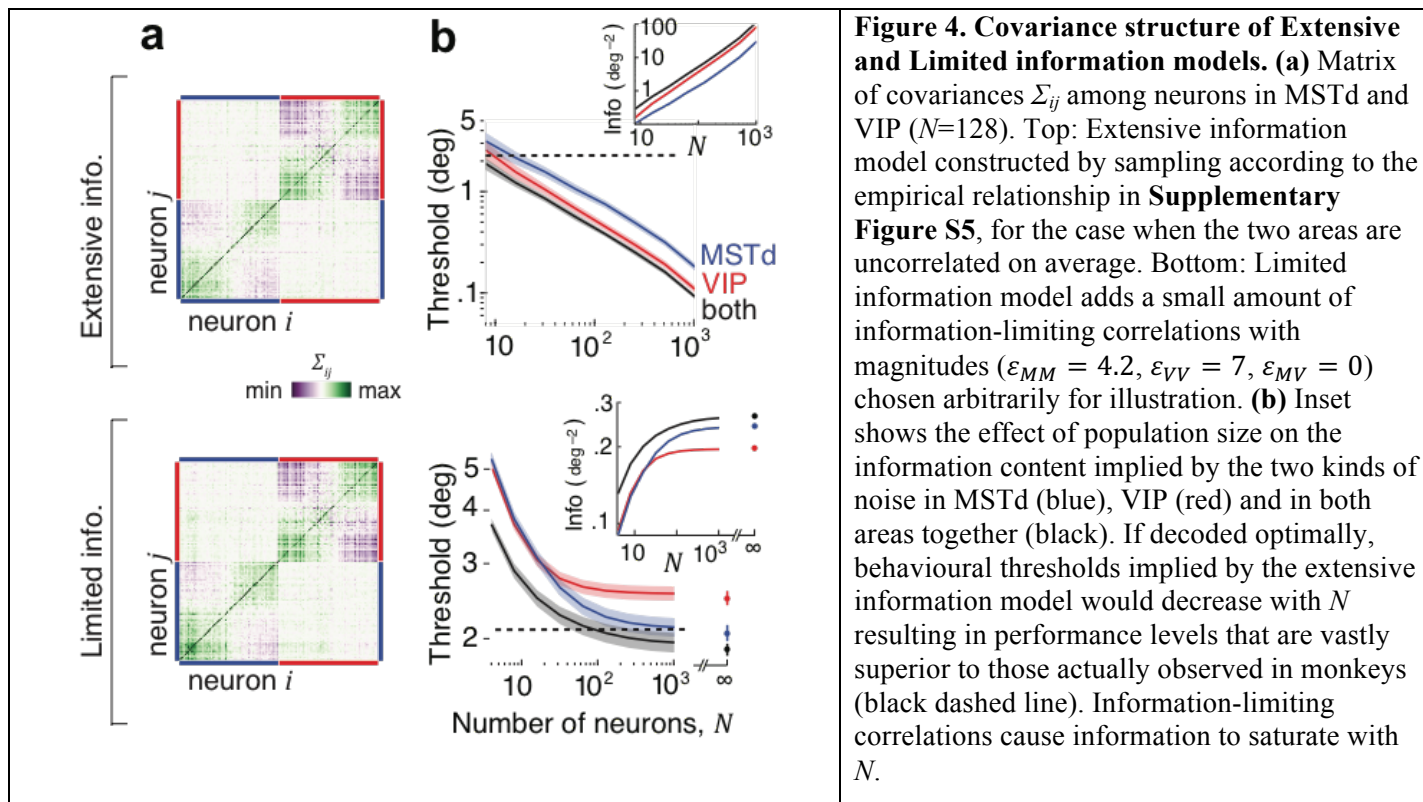 a
b
Extensive info.
neuron j
neuron i
Σij
min
max
Info (deg⁻²)
100
10
1
10
N
10³
Threshold (deg)
5
1
.1
MSTd
VIP
both
10
10²
10³
Limited info.
neuron j
neuron i
Info (deg⁻²)
.3
.2
.1
10
N
10³
∞
Threshold (deg)
5
4
3
2
10
10²
10³
∞
Number of neurons, N
Figure 4. Covariance structure of Extensive
and Limited information models. (a) Matrix
of covariances Σij among neurons in MSTd and
VIP (N=128). Top: Extensive information
model constructed by sampling according to the
empirical relationship in Supplementary
Figure S5, for the case when the two areas are
uncorrelated on average. Bottom: Limited
information model adds a small amount of
information-limiting correlations with
magnitudes (εMM = 4.2, εVV = 7, εMV = 0)
chosen arbitrarily for illustration. (b) Inset
shows the effect of population size on the
information content implied by the two kinds of
noise in MSTd (blue), VIP (red) and in both
areas together (black). If decoded optimally,
behavioural thresholds implied by the extensive
information model would decrease with N
resulting in performance levels that are vastly
superior to those actually observed in monkeys
(black dashed line). Information-limiting
correlations cause information to saturate with
N.